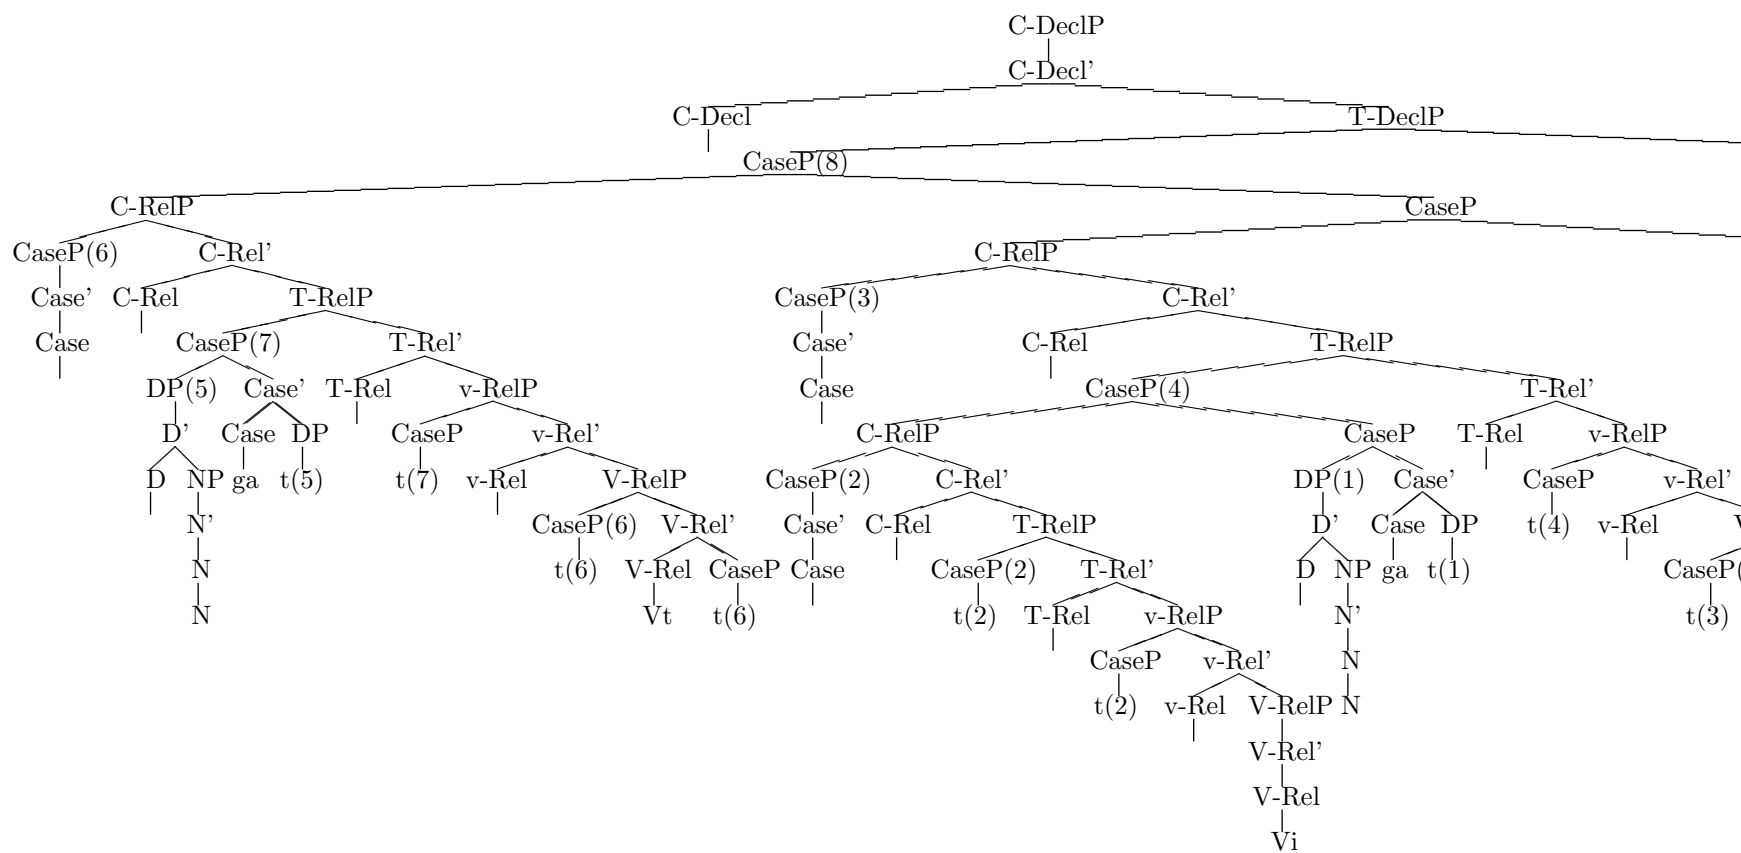 C-DeclP
C-Decl'
C-Decl T-DeclP
CaseP(8)
C-RelP CaseP
CaseP(6) C-Rel' C-RelP
Case' C-Rel T-RelP CaseP(3) C-Rel'
Case CaseP(7) T-Rel' Case' C-Rel T-RelP
DP(5) Case' T-Rel v-RelP Case CaseP(4) T-Rel'
D' Case DP CaseP v-Rel' C-RelP CaseP T-Rel v-RelP
D NP ga t(5) t(7) v-Rel V-RelP CaseP(2) C-Rel' DP(1) Case' CaseP v-Rel'
N' CaseP(6) V-Rel' Case' C-Rel T-RelP D' Case DP t(4) v-Rel
N t(6) V-Rel CaseP Case CaseP(2) T-Rel' D NP ga t(1) CaseP(
N Vt t(6) t(2) T-Rel v-RelP N' t(3)
CaseP v-Rel' N
t(2) v-Rel V-RelP N
V-Rel'
V-Rel
Vi